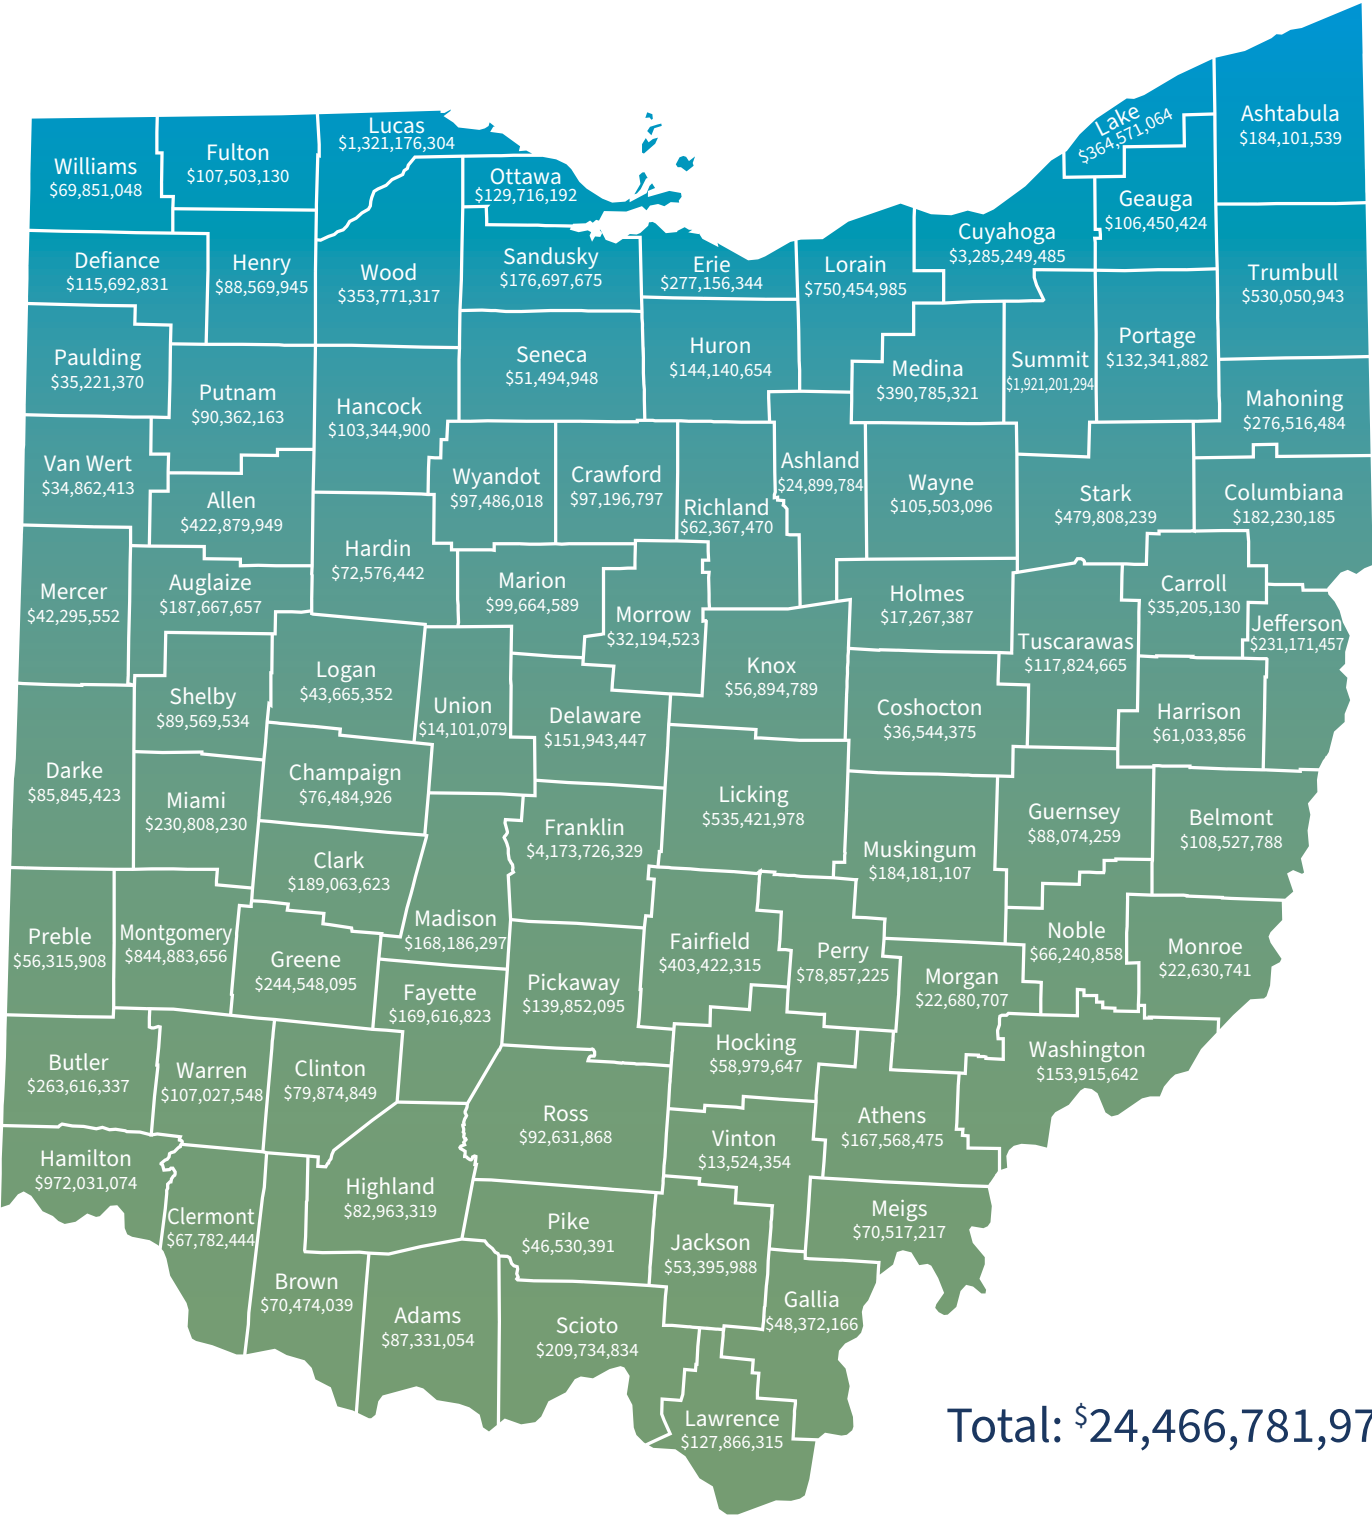 Lake
$364,571,064
Ashtabula
$184,101,539
Lucas
$1,321,176,304
Williams
$69,851,048
Fulton
$107,503,130
Ottawa
$129,716,192
Geauga
$106,450,424
Cuyahoga
$3,285,249,485
Defiance
$115,692,831
Henry
$88,569,945
Wood
$353,771,317
Sandusky
$176,697,675
Erie
$277,156,344
Lorain
$750,454,985
Trumbull
$530,050,943
Paulding
$35,221,370
Putnam
$90,362,163
Hancock
$103,344,900
Seneca
$51,494,948
Huron
$144,140,654
Medina
$390,785,321
Summit
$1,921,201,294
Portage
$132,341,882
Mahoning
$276,516,484
Van Wert
$34,862,413
Allen
$422,879,949
Wyandot
$97,486,018
Crawford
$97,196,797
Richland
$62,367,470
Ashland
$24,899,784
Wayne
$105,503,096
Stark
$479,808,239
Columbiana
$182,230,185
Mercer
$42,295,552
Auglaize
$187,667,657
Hardin
$72,576,442
Marion
$99,664,589
Morrow
$32,194,523
Holmes
$17,267,387
Tuscarawas
$117,824,665
Carroll
$35,205,130
Jefferson
$231,171,457
Shelby
$89,569,534
Logan
$43,665,352
Union
$14,101,079
Delaware
$151,943,447
Knox
$56,894,789
Coshocton
$36,544,375
Harrison
$61,033,856
Darke
$85,845,423
Miami
$230,808,230
Champaign
$76,484,926
Franklin
$4,173,726,329
Licking
$535,421,978
Muskingum
$184,181,107
Guernsey
$88,074,259
Belmont
$108,527,788
Clark
$189,063,623
Madison
$168,186,297
Preble
$56,315,908
Montgomery
$844,883,656
Greene
$244,548,095
Fayette
$169,616,823
Pickaway
$139,852,095
Fairfield
$403,422,315
Perry
$78,857,225
Morgan
$22,680,707
Noble
$66,240,858
Monroe
$22,630,741
Butler
$263,616,337
Warren
$107,027,548
Clinton
$79,874,849
Ross
$92,631,868
Hocking
$58,979,647
Washington
$153,915,642
Athens
$167,568,475
Vinton
$13,524,354
Hamilton
$972,031,074
Clermont
$67,782,444
Highland
$82,963,319
Pike
$46,530,391
Jackson
$53,395,988
Meigs
$70,517,217
Brown
$70,474,039
Adams
$87,331,054
Scioto
$209,734,834
Gallia
$48,372,166
Lawrence
$127,866,315
Total: $24,466,781,97